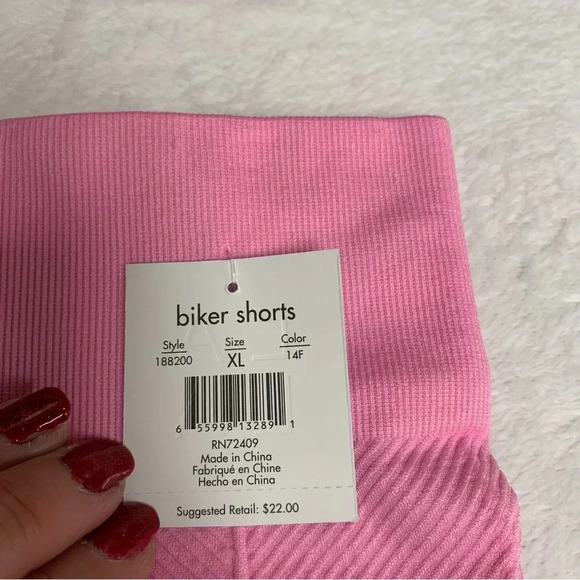 biker shorts
Style Size Color
188200 XL 14F
6 55998 13289 1
RN72409
Made in China
Fabriqué en Chine
Hecho en China
Suggested Retail: $22.00